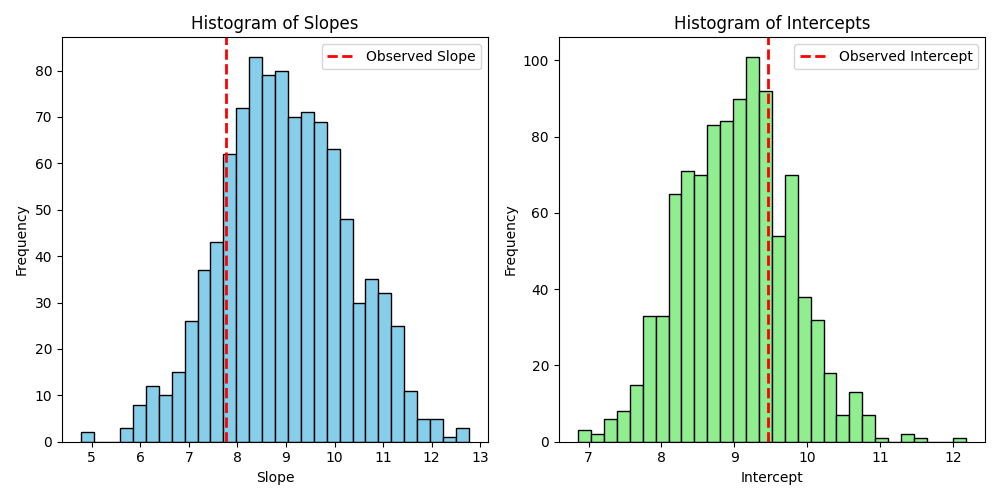 Histogram of Slopes
Observed Slope
Frequency
80
70
60
50
40
30
20
10
0
5 6 7 8 9 10 11 12 13
Slope
Histogram of Intercepts
Observed Intercept
Frequency
100
80
60
40
20
0
7 8 9 10 11 12
Intercept